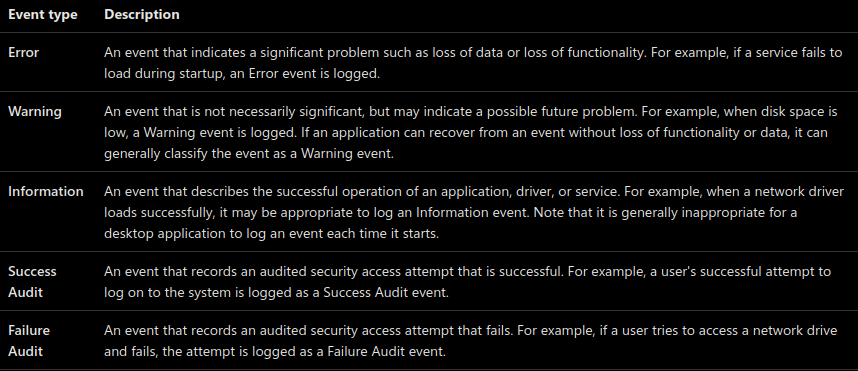 Event type Description
Error An event that indicates a significant problem such as loss of data or loss of functionality. For example, if a service fails to
load during startup, an Error event is logged.
Warning An event that is not necessarily significant, but may indicate a possible future problem. For example, when disk space is
low, a Warning event is logged. If an application can recover from an event without loss of functionality or data, it can
generally classify the event as a Warning event.
Information An event that describes the successful operation of an application, driver, or service. For example, when a network driver
loads successfully, it may be appropriate to log an Information event. Note that it is generally inappropriate for a
desktop application to log an event each time it starts.
Success An event that records an audited security access attempt that is successful. For example, a user's successful attempt to
Audit log on to the system is logged as a Success Audit event.
Failure An event that records an audited security access attempt that fails. For example, if a user tries to access a network drive
Audit and fails, the attempt is logged as a Failure Audit event.